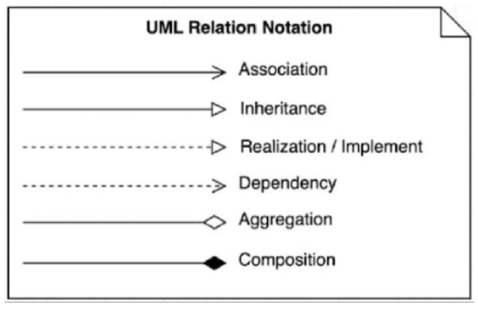 UML Relation Notation
Association
Inheritance
Realization / Implement
Dependency
Aggregation
Composition